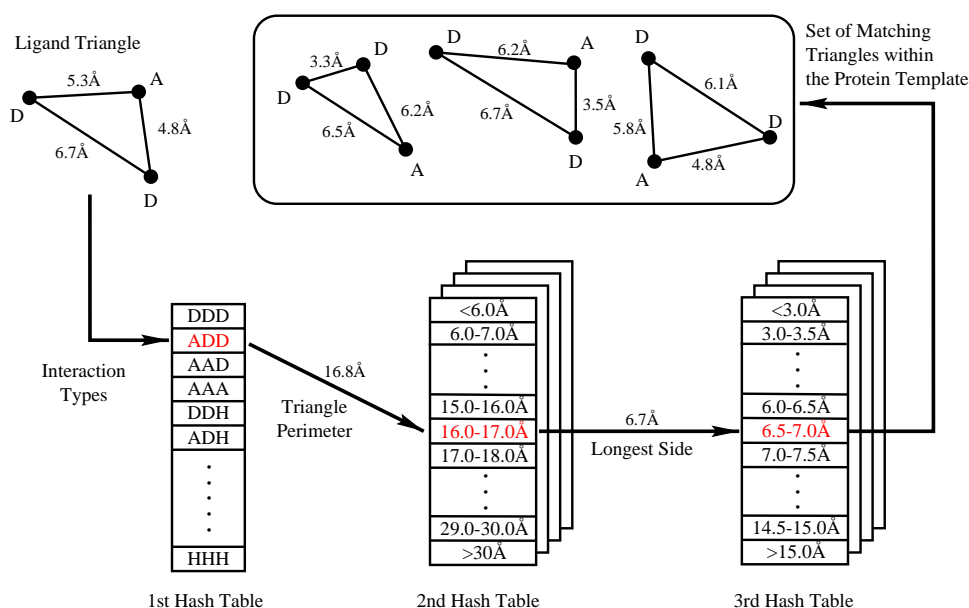 Ligand Triangle
5.3Å
A
D
4.8Å
6.7Å
D
D
3.3Å
D
6.2Å
6.5Å
A
D
6.2Å
A
3.5Å
6.7Å
D
D
6.1Å
D
5.8Å
4.8Å
A
Set of Matching
Triangles within
the Protein Template
Interaction
Types
DDD
ADD
AAD
AAA
DDH
ADH
HHH
1st Hash Table
16.8Å
Triangle
Perimeter
<6.0Å
6.0-7.0Å
15.0-16.0Å
16.0-17.0Å
17.0-18.0Å
29.0-30.0Å
>30Å
2nd Hash Table
6.7Å
Longest Side
<3.0Å
3.0-3.5Å
6.0-6.5Å
6.5-7.0Å
7.0-7.5Å
14.5-15.0Å
>15.0Å
3rd Hash Table